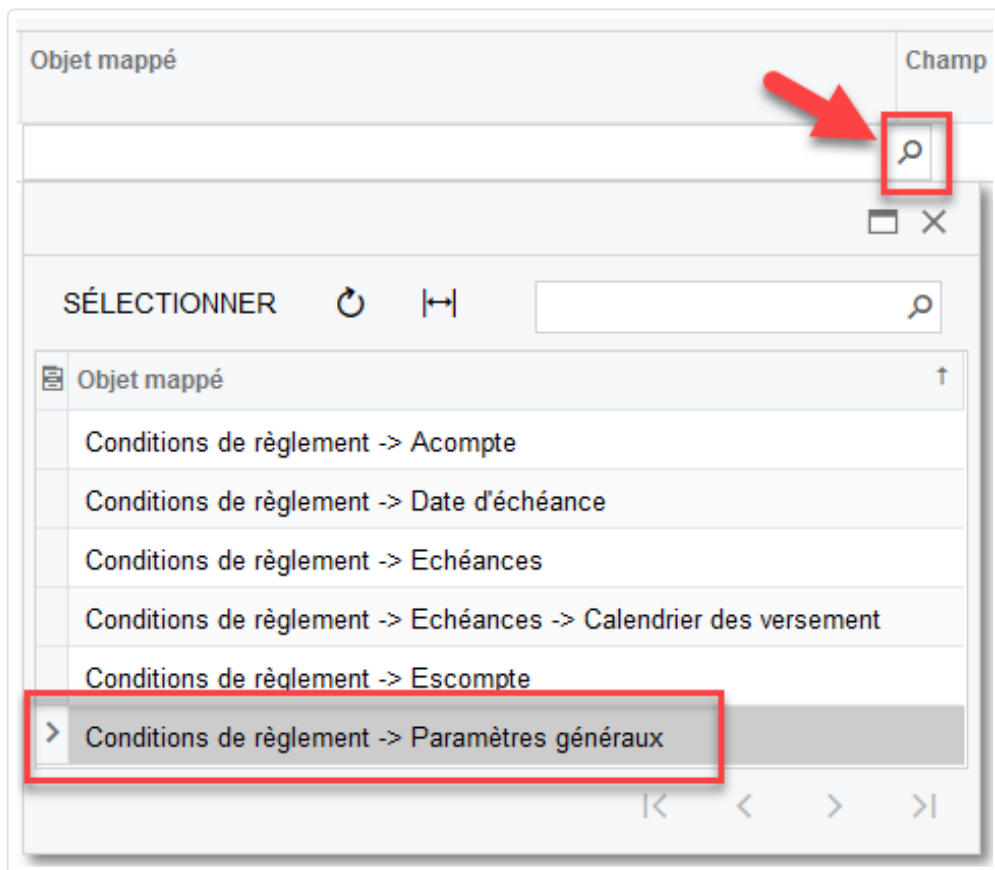 Objet mappé Champ
SÉLECTIONNER
Objet mappé
Conditions de règlement -> Acompte
Conditions de règlement -> Date d'échéance
Conditions de règlement -> Echéances
Conditions de règlement -> Echéances -> Calendrier des versement
Conditions de règlement -> Escompte
Conditions de règlement -> Paramètres généraux